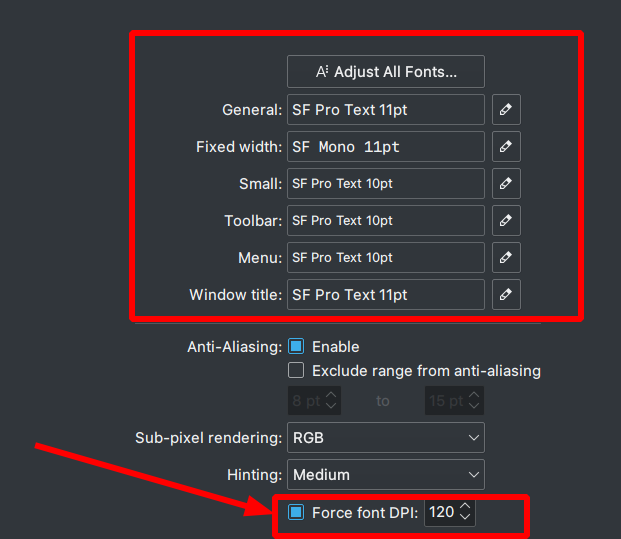 Adjust All Fonts...
General: SF Pro Text 11pt
Fixed width: SF Mono 11pt
Small: SF Pro Text 10pt
Toolbar: SF Pro Text 10pt
Menu: SF Pro Text 10pt
Window title: SF Pro Text 11pt
Anti-Aliasing: Enable
Exclude range from anti-aliasing
8 pt to 15 pt
Sub-pixel rendering: RGB
Hinting: Medium
Force font DPI: 120